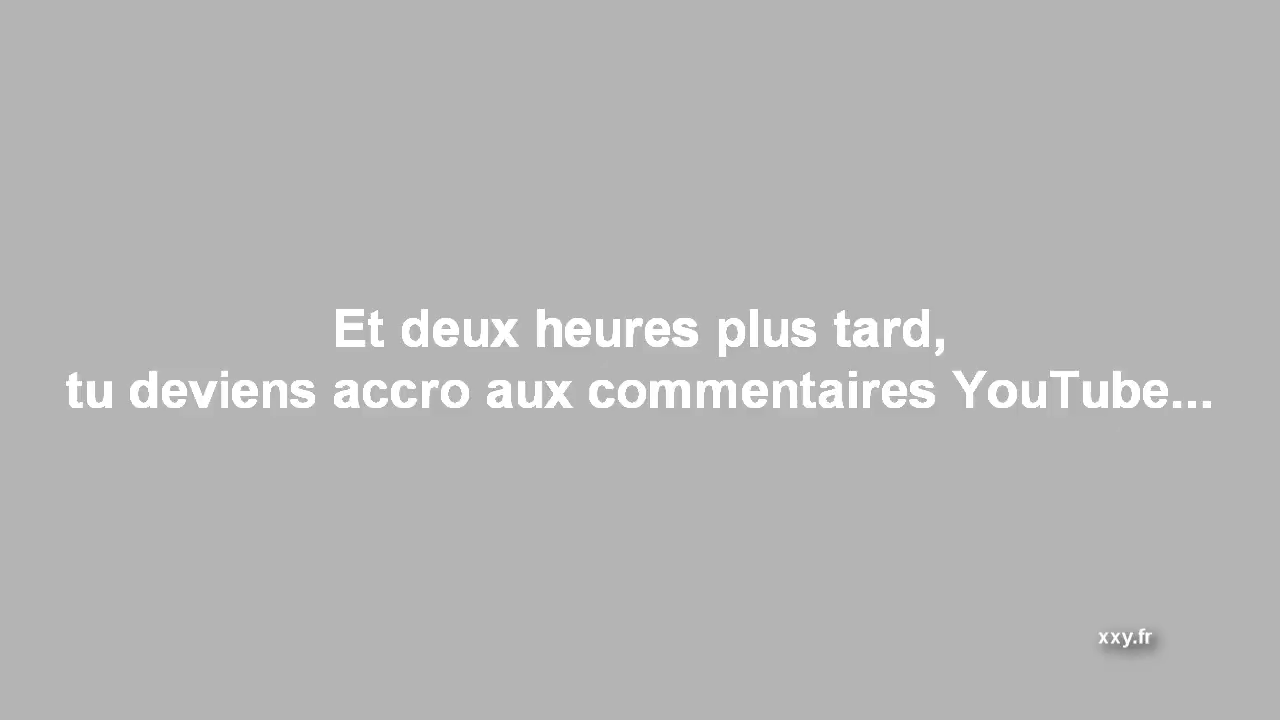 Et deux heures plus tard,
tu deviens accro aux commentaires YouTube...
xxy.fr